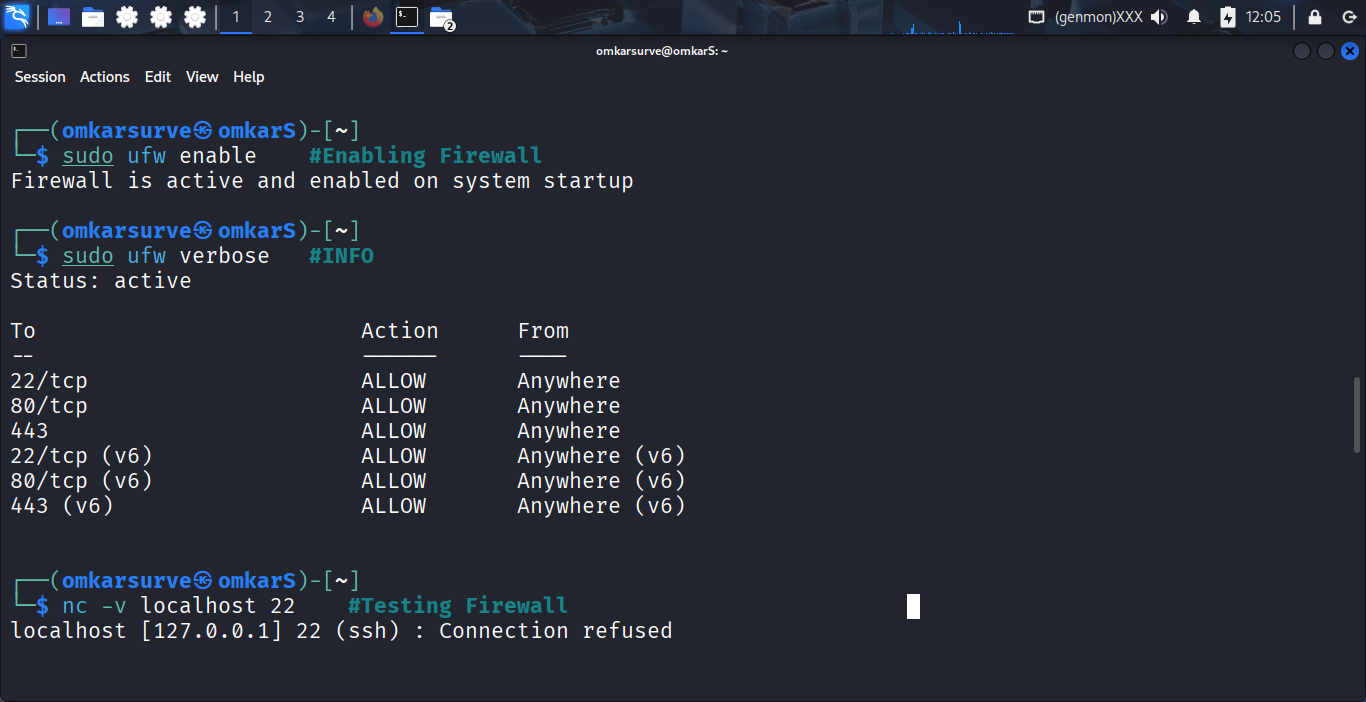 1 2 3 4 2 (genmon)XXX 12:05
omkarsurve@omkarS: ~
Session Actions Edit View Help
┌──(omkarsurve㉿omkarS)-[~]
└─$ sudo ufw enable    #Enabling Firewall
Firewall is active and enabled on system startup
┌──(omkarsurve㉿omkarS)-[~]
└─$ sudo ufw verbose   #INFO
Status: active
To                         Action      From
--                         ------      ----
22/tcp                     ALLOW       Anywhere
80/tcp                     ALLOW       Anywhere
443                        ALLOW       Anywhere
22/tcp (v6)                ALLOW       Anywhere (v6)
80/tcp (v6)                ALLOW       Anywhere (v6)
443 (v6)                   ALLOW       Anywhere (v6)
┌──(omkarsurve㉿omkarS)-[~]
└─$ nc -v localhost 22    #Testing Firewall
localhost [127.0.0.1] 22 (ssh) : Connection refused